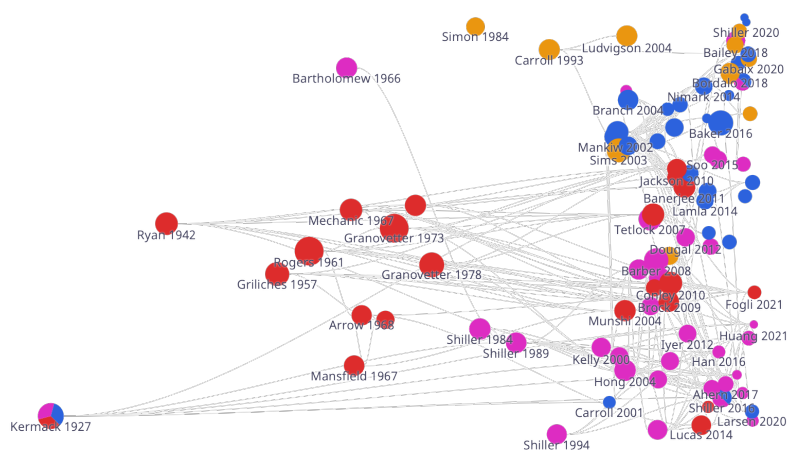 Shiller 2020
Simon 1984
Ludvigson 2004
Bailey 2018
Carroll 1993
Gabaix 2020
Bartholomew 1966
Bordalo 2018
Nimark 2014
Branch 2004
Baker 2016
Mankiw 2002
Sims 2003
Soo 2015
Jackson 2010
Banerjee 2011
Lamla 2014
Mechanic 1962
Ryan 1942
Granovetter 1973
Tetlock 2007
Dougal 2012
Rogers 1961
Barber 2008
Granovetter 1978
Griliches 1957
Conley 2010
Brock 2009
Fogli 2021
Munshi 2004
Arrow 1968
Shiller 1984
Huang 2021
Iyer 2012
Shiller 1989
Kelly 2000
Han 2016
Mansfield 1967
Hong 2004
Ahern 2017
Shiller 2016
Carroll 2001
Larsen 2020
Kermack 1927
Lucas 2014
Shiller 1994